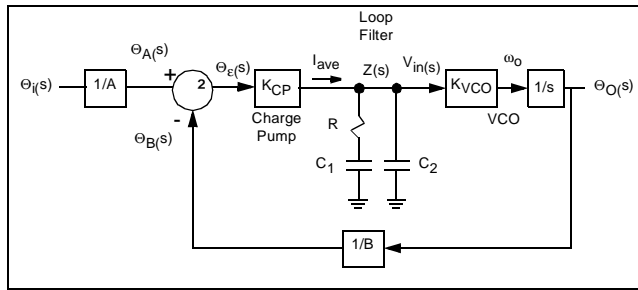 Loop
Filter
ΘA(s)
Θi(s)
1/A
+
2
-
Θε(s)
KCP
Charge
Pump
Iave
Z(s)
Vin(s)
KVCO
ωo
VCO
1/s
ΘO(s)
ΘB(s)
R
C1
C2
1/B